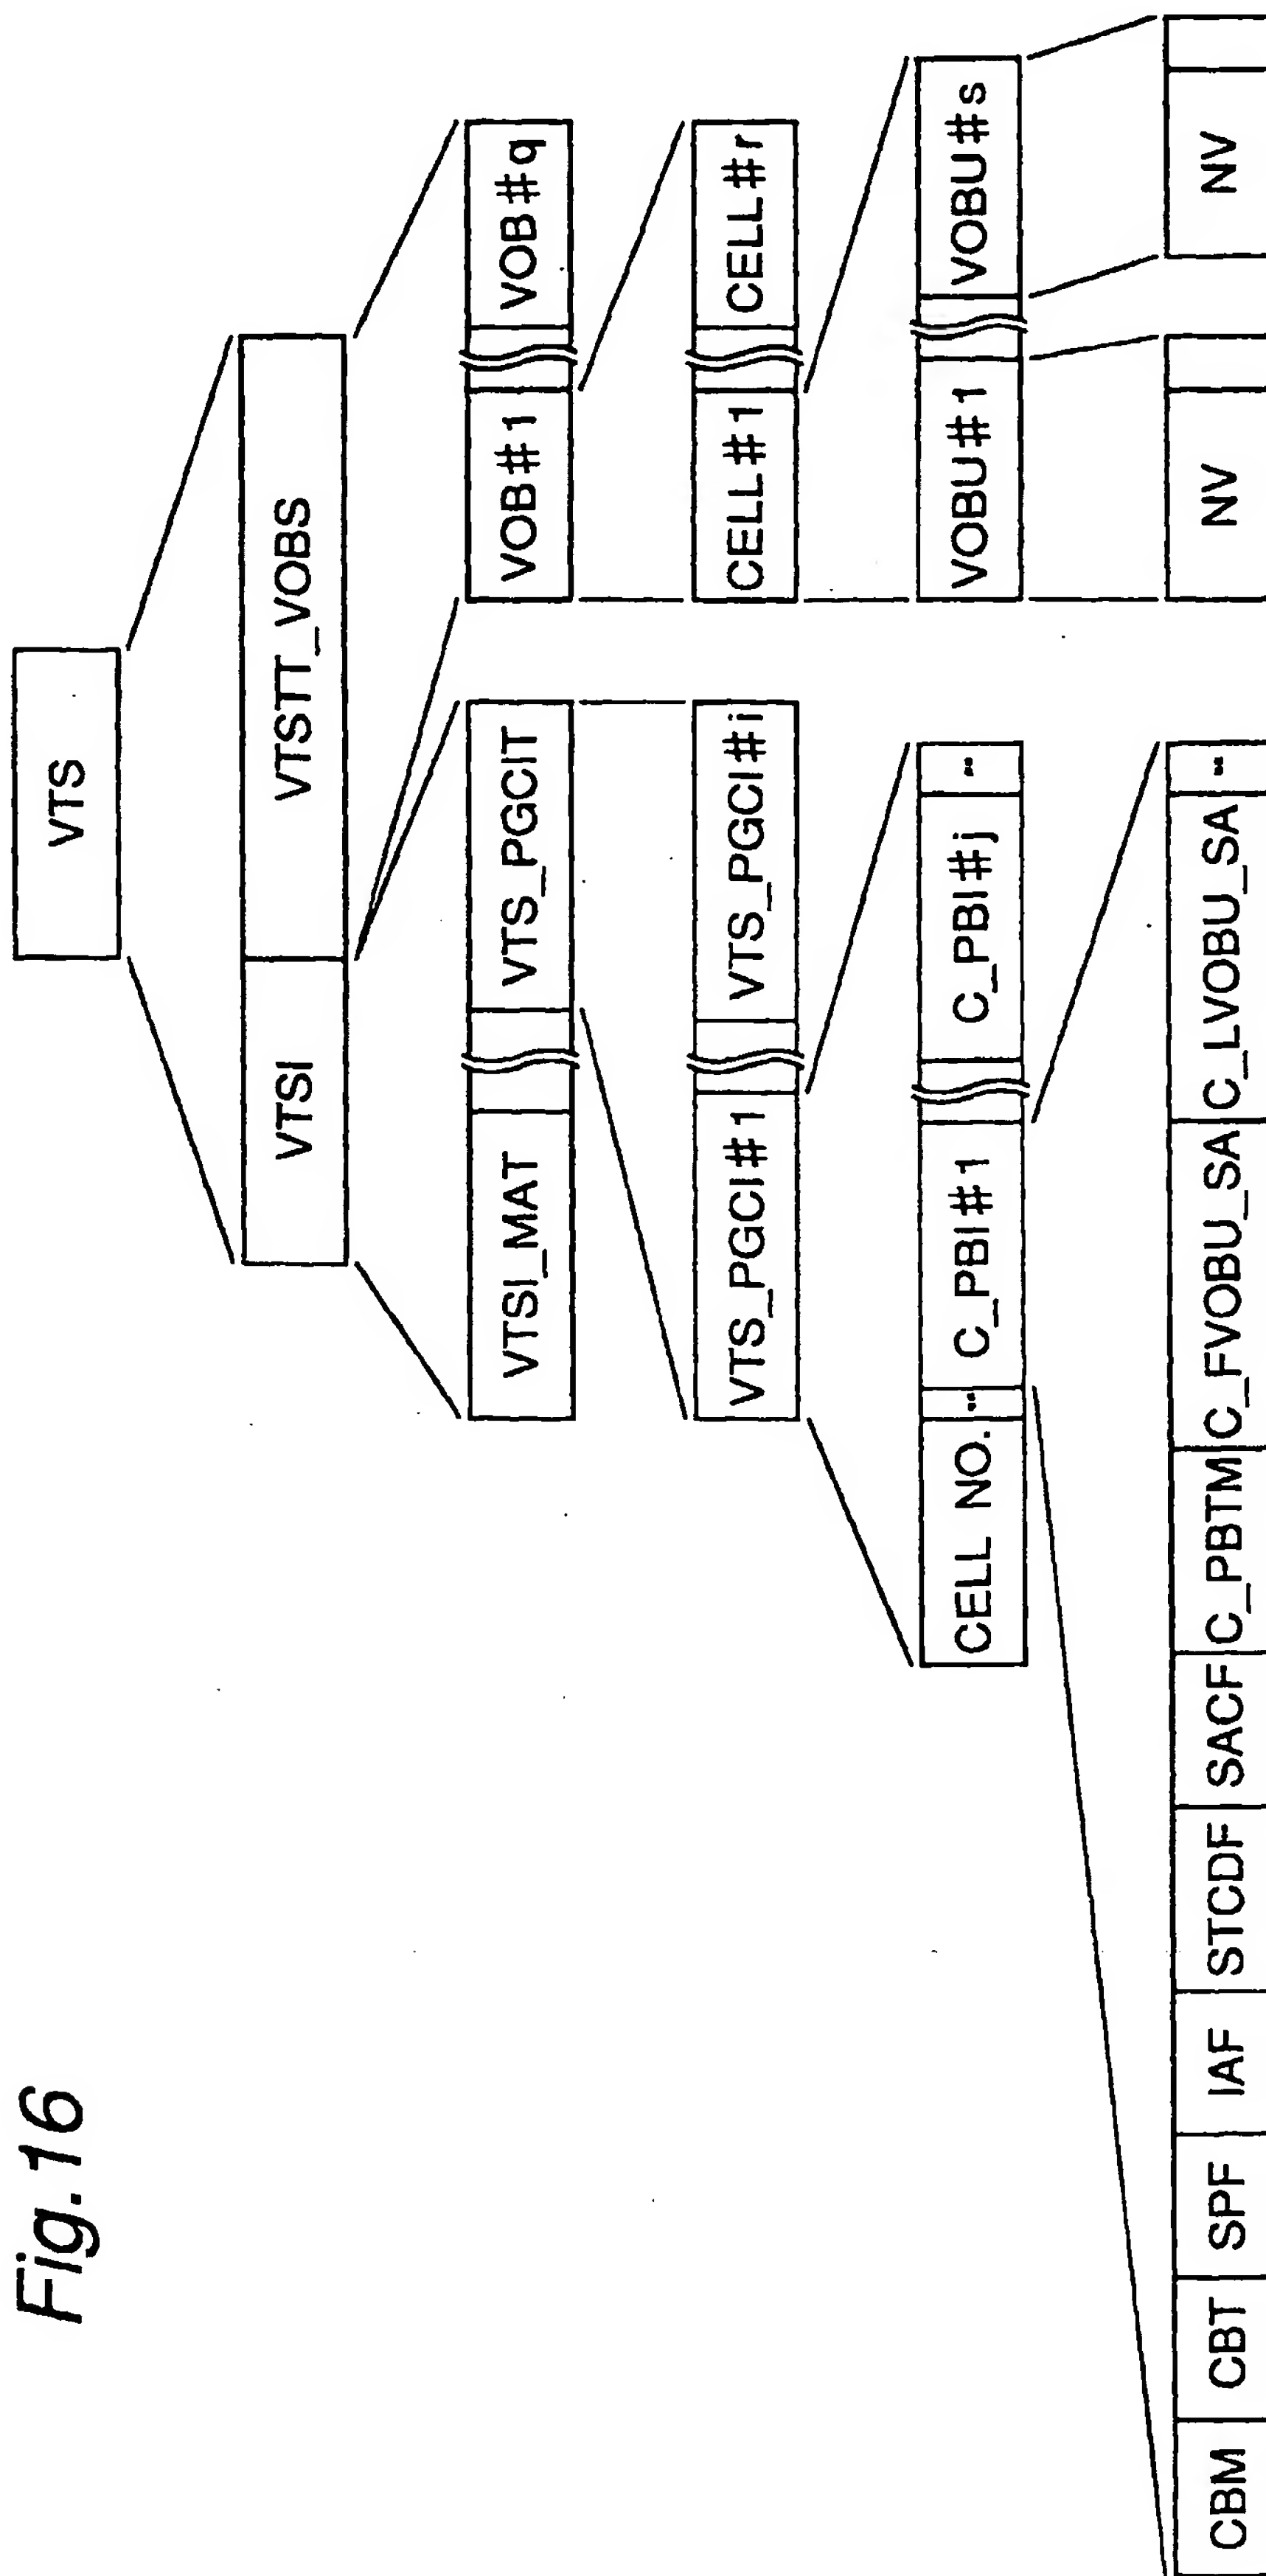 Fig.16
VTS
VTSI VTSTT_VOBS
VTSI_MAT VTS_PGCIT VOB#1 VOB#q
VTS_PGCI#1 VTS_PGCI#i CELL#1 CELL#r
CELL NO. -- C_PBI#1 C_PBI#j -- VOBU#1 VOBU#s
CBM CBT SPF IAF STCDF SACF C_PBTM C_FVOBU_SA C_LVOBU_SA -- NV NV